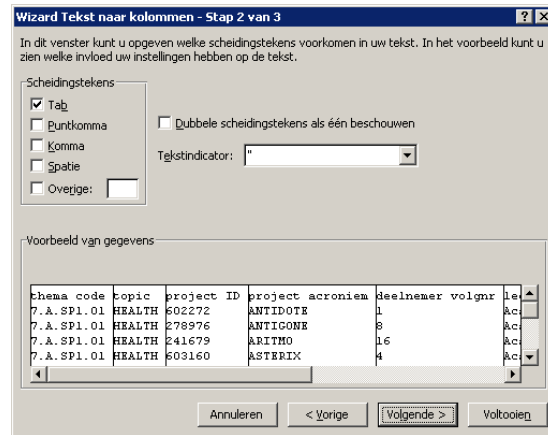 Wizard Tekst naar kolommen - Stap 2 van 3
In dit venster kunt u opgeven welke scheidingstekens voorkomen in uw tekst. In het voorbeeld kunt u
zien welke invloed uw instellingen hebben op de tekst.
Scheidingstekens
Tab
Puntkomma
Komma
Spatie
Overige:
Dubbele scheidingstekens als één beschouwen
Tekstindicator: "
Voorbeeld van gegevens
thema code topic project ID project acroniem deelnemer volgnr
7.A.SP1.01 HEALTH 602272 ANTIDOTE 1
7.A.SP1.01 HEALTH 278976 ANTIGONE 8
7.A.SP1.01 HEALTH 241679 ARITMO 16
7.A.SP1.01 HEALTH 603160 ASTERIX 4
Annuleren < Vorige Volgende > Voltooien